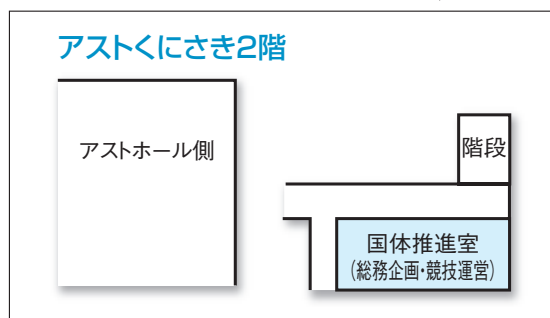 アストくにさき2階
アストホール側
階段
国体推進室
(総務企画・競技運営)